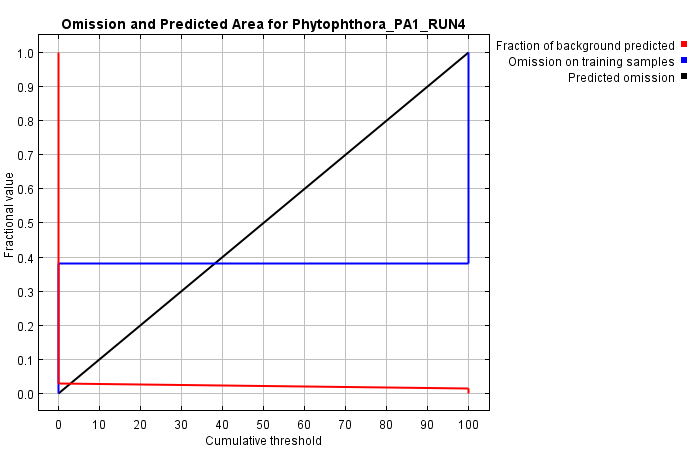 Omission and Predicted Area for Phytophthora_PA1_RUN4
Fraction of background predicted
Omission on training samples
Predicted omission
Fractional value
1.0
0.9
0.8
0.7
0.6
0.5
0.4
0.3
0.2
0.1
0.0
0 10 20 30 40 50 60 70 80 90 100
Cumulative threshold